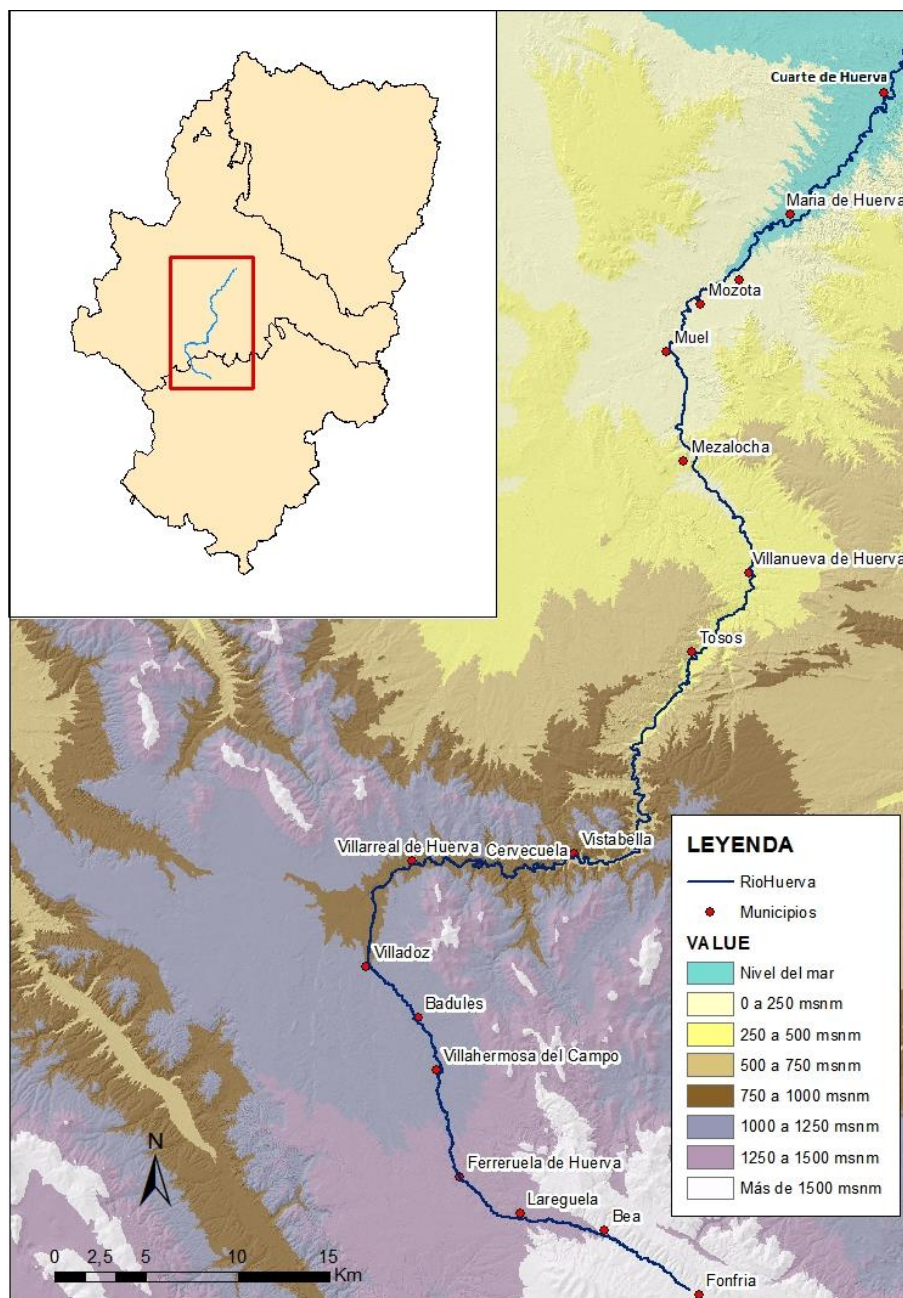 Cuarte de Huerva
Maria de Huerva
Mozota
Muel
Mezalocha
Villanueva de Huerva
Tosos
Vistabella
Cervecuela
Villarreal de Huerva
Villadoz
Badules
Villahermosa del Campo
Ferreruela de Huerva
Lareguela
Bea
Fonfria
LEYENDA
RioHuerva
Municipios
VALUE
Nivel del mar
0 a 250 msnm
250 a 500 msnm
500 a 750 msnm
750 a 1000 msnm
1000 a 1250 msnm
1250 a 1500 msnm
Más de 1500 msnm
N
0 2,5 5 10 15
Km